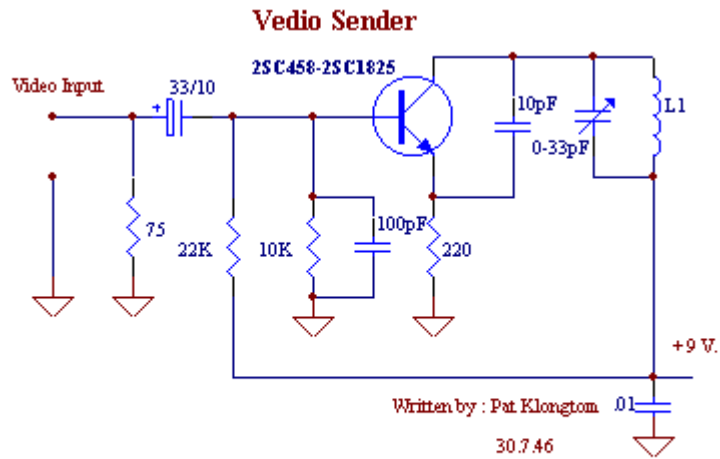 Vedio Sender
2SC458-2SC1825
Video Input
33/10
+
10pF
L1
0-33pF
75
22K
10K
100pF
220
+9 V.
Written by : Pat Klongtom
.01
30.7.46